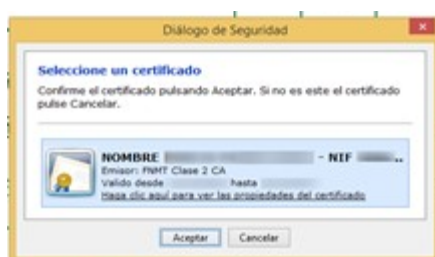 Diálogo de Seguridad
Seleccione un certificado
Confirme el certificado pulsando Aceptar. Si no es este el certificado
pulse Cancelar.
NOMBRE - NIF ..
Emisor: FNMT Clase 2 CA
Valido desde hasta
Haga clic aquí para ver las propiedades del certificado
Aceptar Cancelar